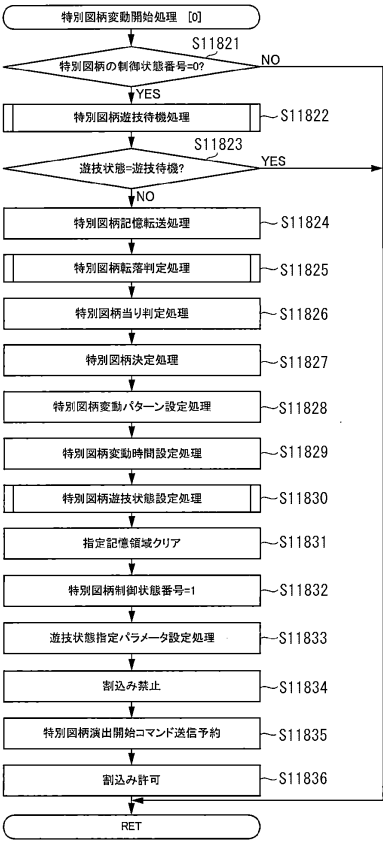 特別図柄変動開始処理 [0]
S11821
特別図柄の制御状態番号=0?
NO
YES
特別図柄遊技待機処理
S11822
S11823
遊技状態=遊技待機?
YES
NO
特別図柄記憶転送処理
S11824
特別図柄転落判定処理
S11825
特別図柄当り判定処理
S11826
特別図柄決定処理
S11827
特別図柄変動パターン設定処理
S11828
特別図柄変動時間設定処理
S11829
特別図柄遊技状態設定処理
S11830
指定記憶領域クリア
S11831
特別図柄制御状態番号=1
S11832
遊技状態指定パラメータ設定処理
S11833
割込み禁止
S11834
特別図柄演出開始コマンド送信予約
S11835
割込み許可
S11836
RET